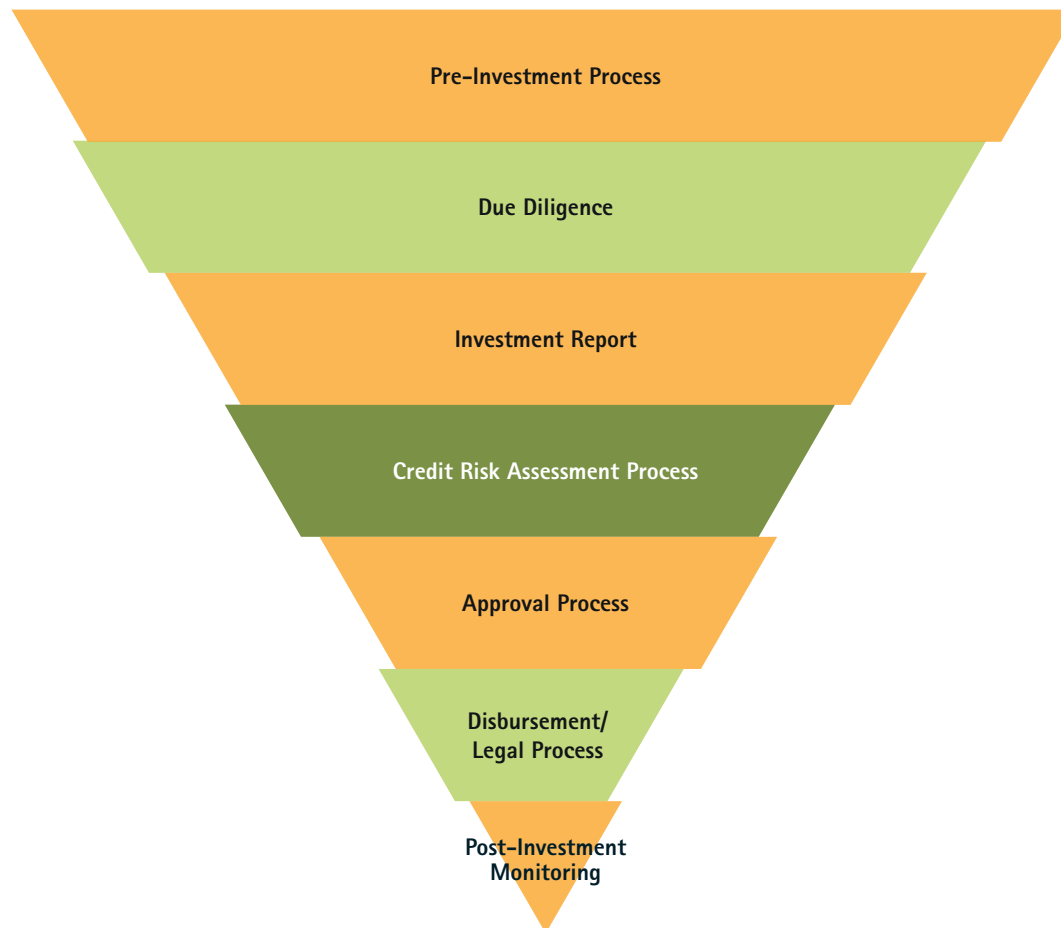 Pre-Investment Process
Due Diligence
Investment Report
Credit Risk Assessment Process
Approval Process
Disbursement/
Legal Process
Post-Investment
Monitoring